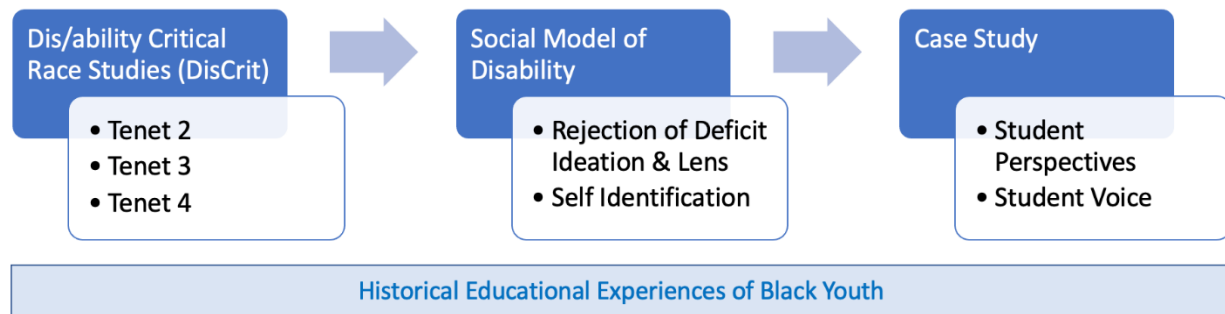 Dis/ability Critical
Race Studies (DisCrit)
• Tenet 2
• Tenet 3
• Tenet 4
Social Model of
Disability
• Rejection of Deficit
Ideation & Lens
• Self Identification
Case Study
• Student
Perspectives
• Student Voice
Historical Educational Experiences of Black Youth